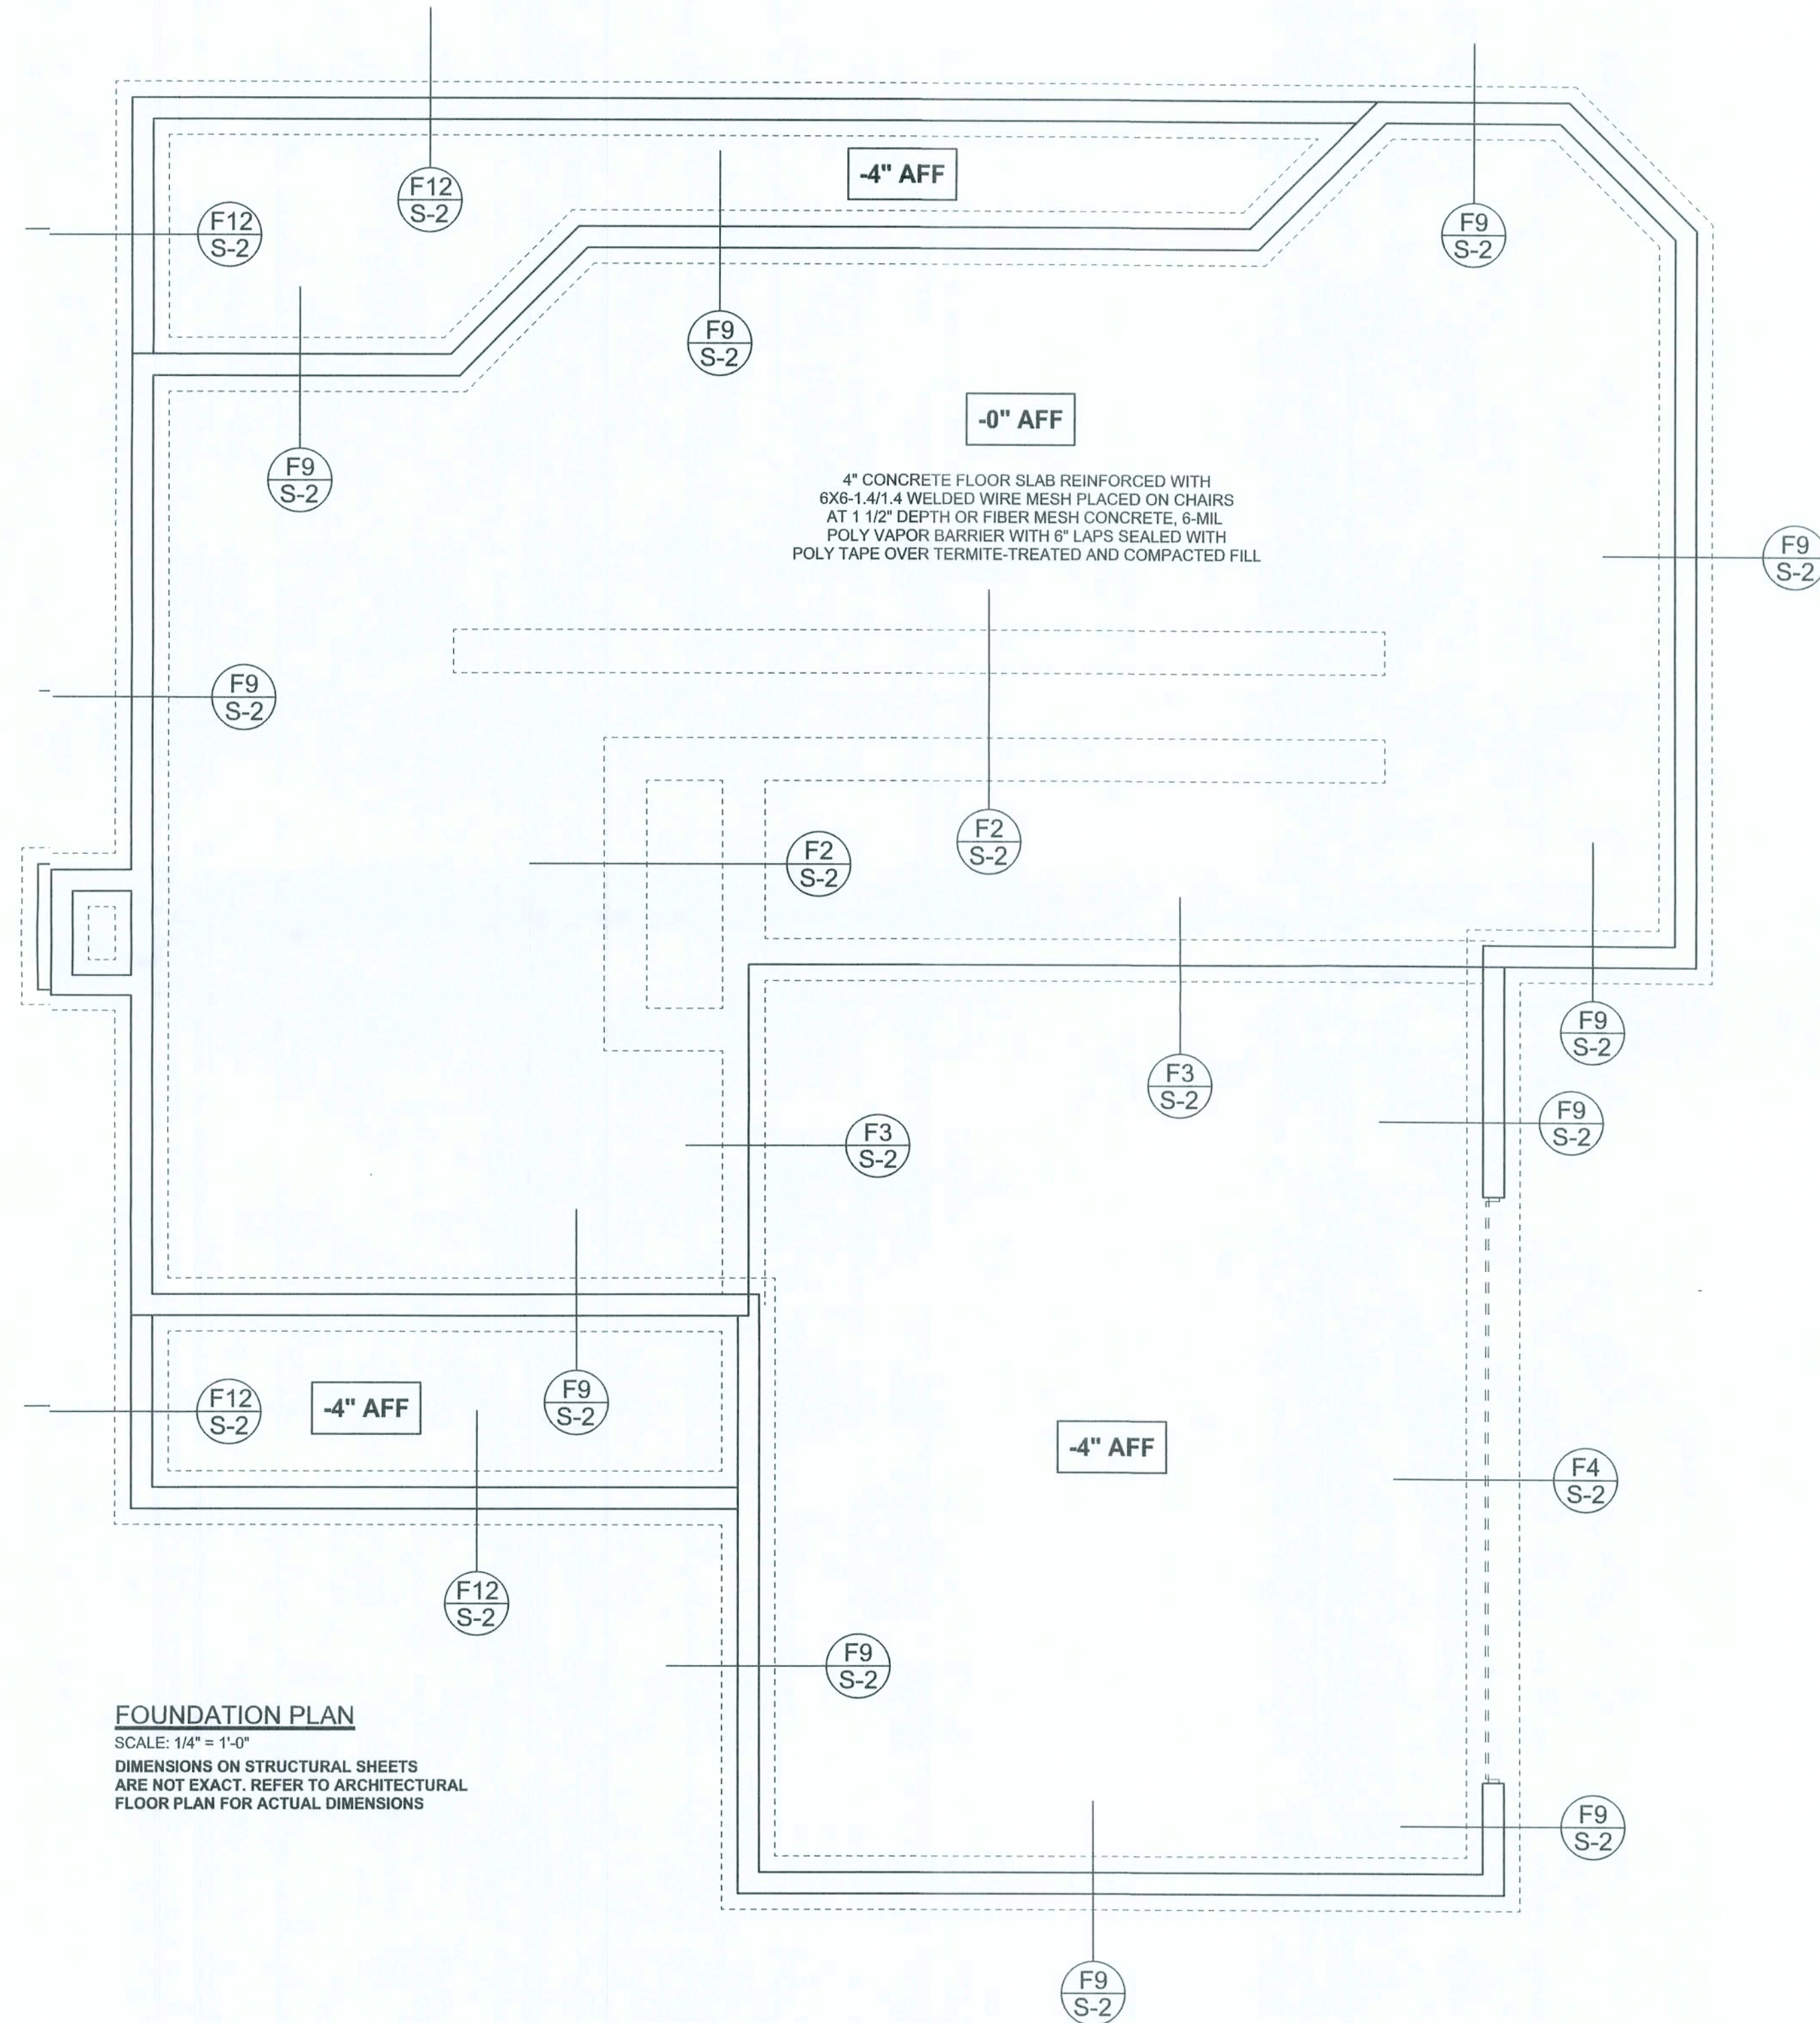 F12
S-2
-4" AFF
F12
S-2
F9
S-2
F9
S-2
-0" AFF
F9
S-2
4" CONCRETE FLOOR SLAB REINFORCED WITH
6X6-1.4/1.4 WELDED WIRE MESH PLACED ON CHAIRS
AT 1 1/2" DEPTH OR FIBER MESH CONCRETE, 6-MIL
POLY VAPOR BARRIER WITH 6" LAPS SEALED WITH
POLY TAPE OVER TERMITE-TREATED AND COMPACTED FILL
F9
S-2
F9
S-2
F2
S-2
F2
S-2
F9
S-2
F3
S-2
F9
S-2
F3
S-2
F9
S-2
F12
S-2
-4" AFF
-4" AFF
F4
S-2
F12
S-2
F9
S-2
FOUNDATION PLAN
SCALE: 1/4" = 1'-0"
DIMENSIONS ON STRUCTURAL SHEETS
ARE NOT EXACT. REFER TO ARCHITECTURAL
FLOOR PLAN FOR ACTUAL DIMENSIONS
F9
S-2
F9
S-2